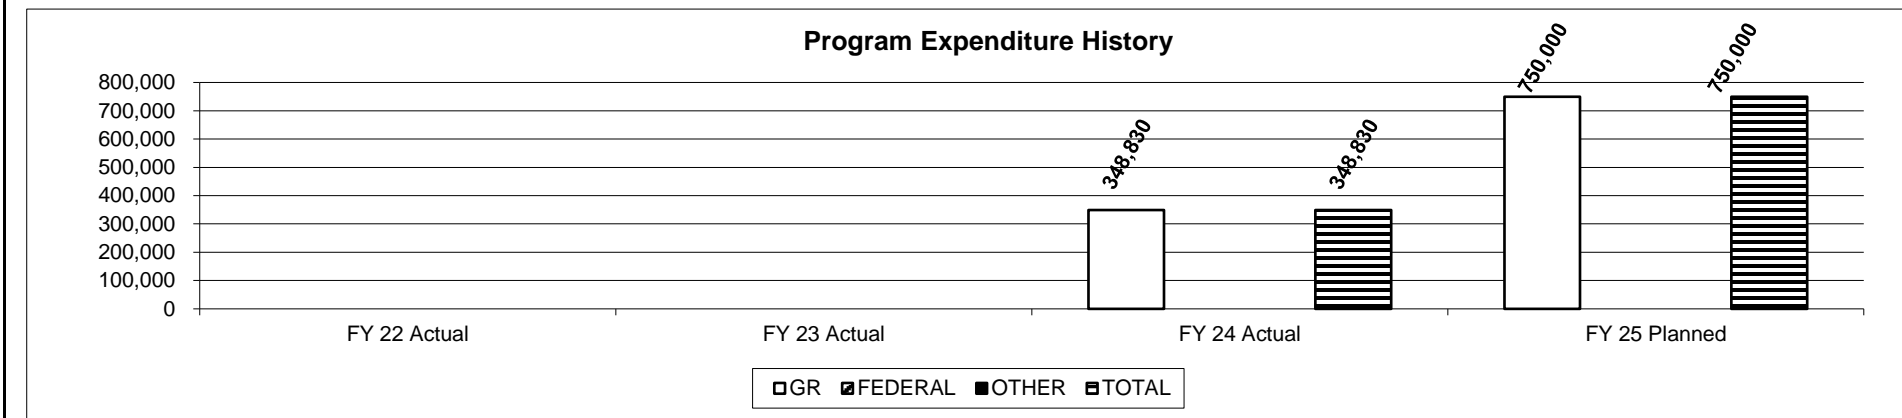 Program Expenditure History
750,000
750,000
800,000
700,000
600,000
500,000
400,000
300,000
200,000
100,000
0
348,830
348,830
FY 22 Actual
FY 23 Actual
FY 24 Actual
FY 25 Planned
GR FEDERAL OTHER TOTAL